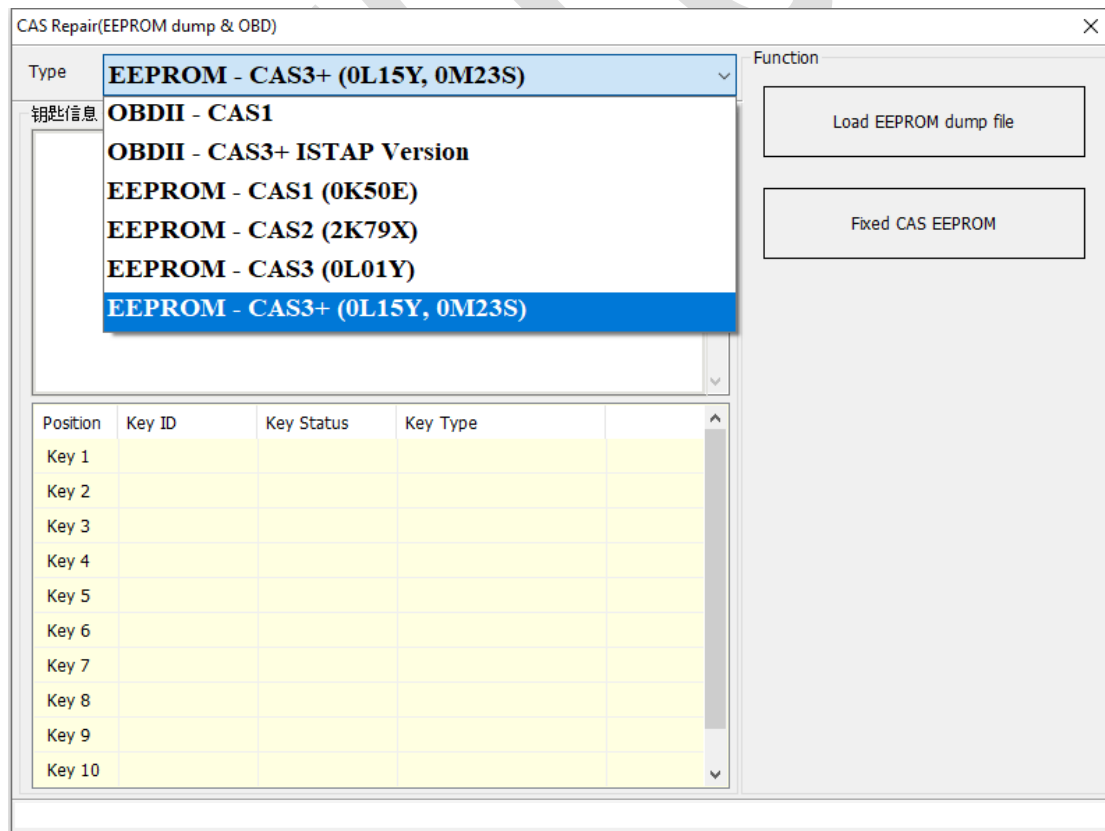 CAS Repair(EEPROM dump & OBD)
Type
EEPROM - CAS3+ (0L15Y, 0M23S)
钥匙信息
OBDII - CAS1
OBDII - CAS3+ ISTAP Version
EEPROM - CAS1 (0K50E)
EEPROM - CAS2 (2K79X)
EEPROM - CAS3 (0L01Y)
EEPROM - CAS3+ (0L15Y, 0M23S)
Function
Load EEPROM dump file
Fixed CAS EEPROM
Position Key ID Key Status Key Type
Key 1
Key 2
Key 3
Key 4
Key 5
Key 6
Key 7
Key 8
Key 9
Key 10